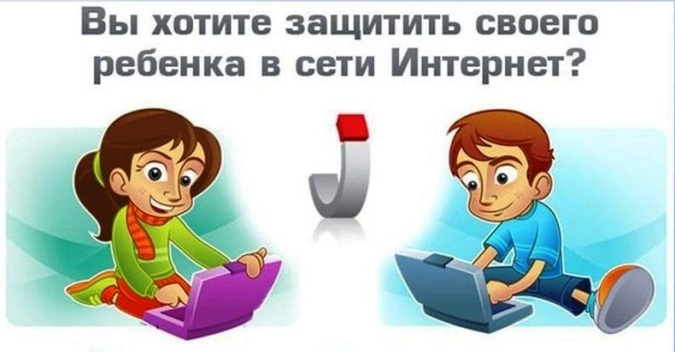 Вы хотите защитить своего
ребенка в сети Интернет?